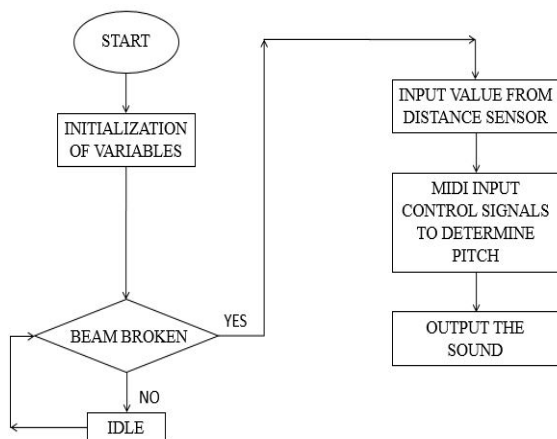 START
INITIALIZATION
OF VARIABLES
BEAM BROKEN
YES
NO
IDLE
INPUT VALUE FROM
DISTANCE SENSOR
MIDI INPUT
CONTROL SIGNALS
TO DETERMINE
PITCH
OUTPUT THE
SOUND